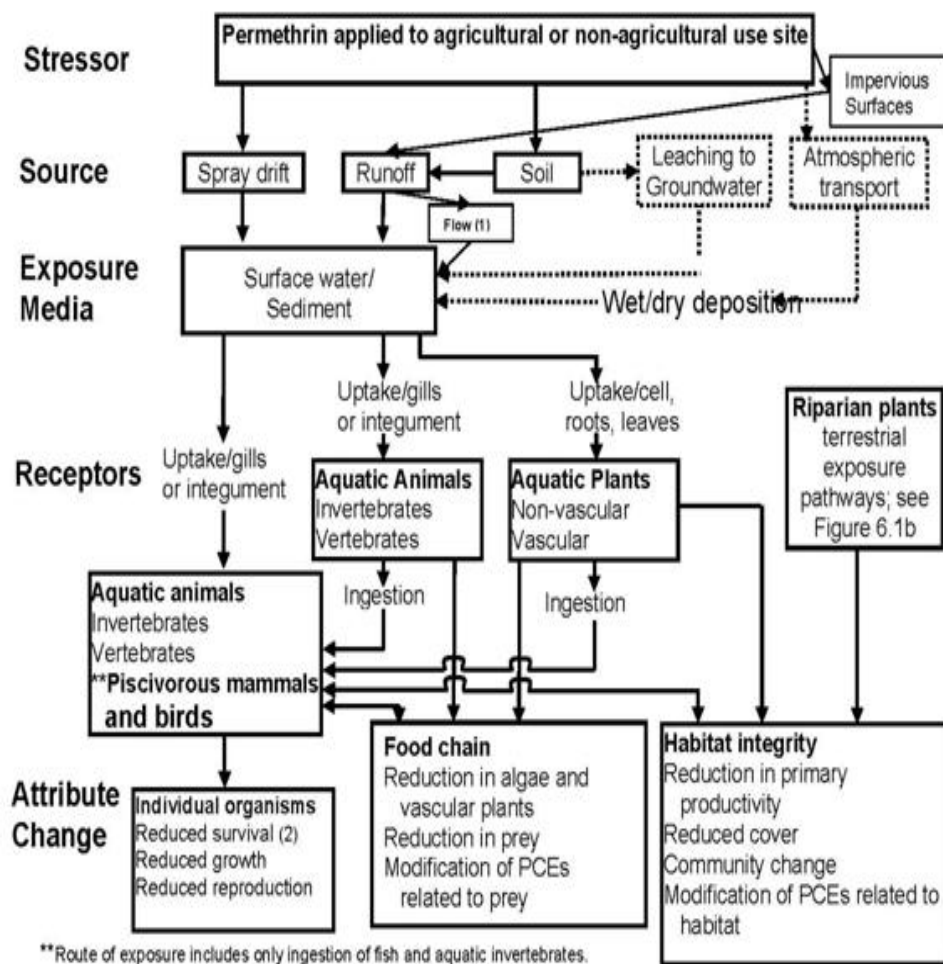 Stressor
Permethrin applied to agricultural or non-agricultural use site
Impervious
Surfaces
Source
Spray drift
Runoff
Soil
Leaching to
Groundwater
Atmospheric
transport
Flow (1)
Exposure
Media
Surface water/
Sediment
Wet/dry deposition
Uptake/gills
or integument
Uptake/cell,
roots, leaves
Riparian plants
terrestrial
exposure
pathways; see
Figure 6.1b
Receptors
Uptake/gills
or integument
Aquatic Animals
Invertebrates
Vertebrates
Aquatic Plants
Non-vascular
Vascular
Ingestion
Ingestion
Aquatic animals
Invertebrates
Vertebrates
**Piscivorous mammals
and birds
Attribute
Change
Individual organisms
Reduced survival (2)
Reduced growth
Reduced reproduction
Food chain
Reduction in algae and
vascular plants
Reduction in prey
Modification of PCEs
related to prey
Habitat integrity
Reduction in primary
productivity
Reduced cover
Community change
Modification of PCEs related to
habitat
**Route of exposure includes only ingestion of fish and aquatic invertebrates.